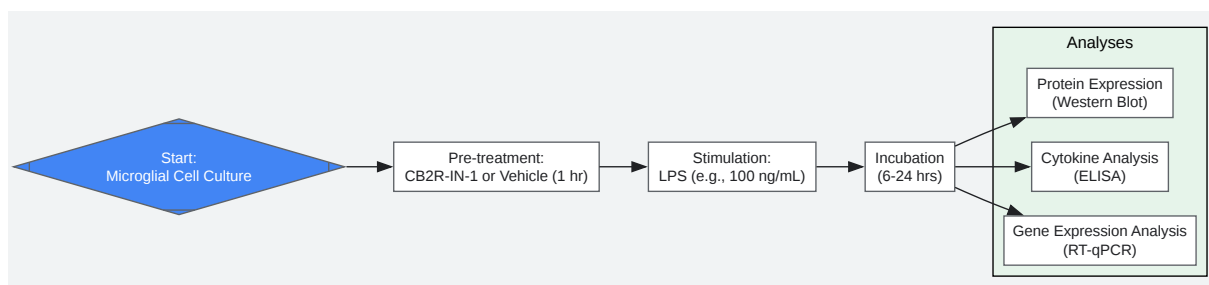 Start:
Microglial Cell Culture
Pre-treatment:
CB2R-IN-1 or Vehicle (1 hr)
Stimulation:
LPS (e.g., 100 ng/mL)
Incubation
(6-24 hrs)
Analyses
Protein Expression
(Western Blot)
Cytokine Analysis
(ELISA)
Gene Expression Analysis
(RT-qPCR)